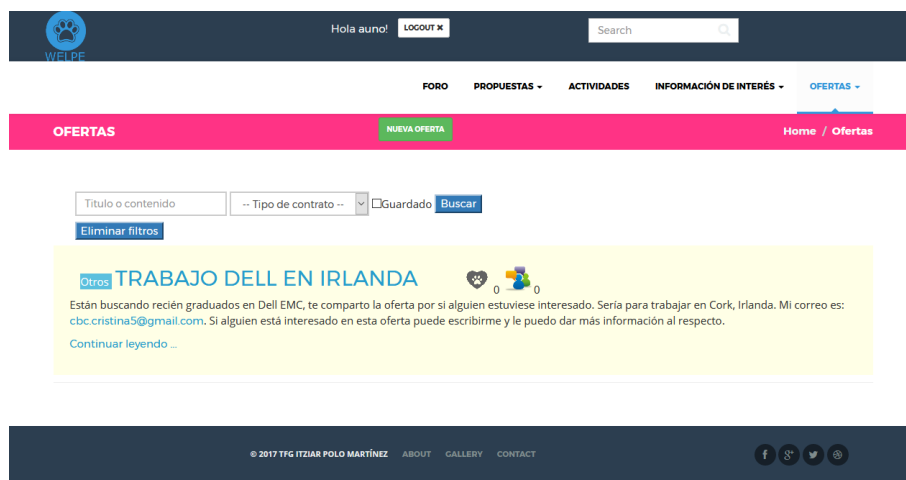 Hola auno! LOGOUT ✖ Search
WELPE
FORO PROPUESTAS ACTIVIDADES INFORMACIÓN DE INTERÉS OFERTAS
OFERTAS NUEVA OFERTA Home / Ofertas
Titulo o contenido -- Tipo de contrato -- Guardado Buscar
Eliminar filtros
Otros TRABAJO DELL EN IRLANDA 0 0
Están buscando recién graduados en Dell EMC, te comparto la oferta por si alguien estuviese interesado. Sería para trabajar en Cork, Irlanda. Mi correo es:
cbc.cristina5@gmail.com. Si alguien está interesado en esta oferta puede escribirme y le puedo dar más información al respecto.
Continuar leyendo ...
© 2017 TFG ITZIAR POLO MARTÍNEZ ABOUT GALLERY CONTACT